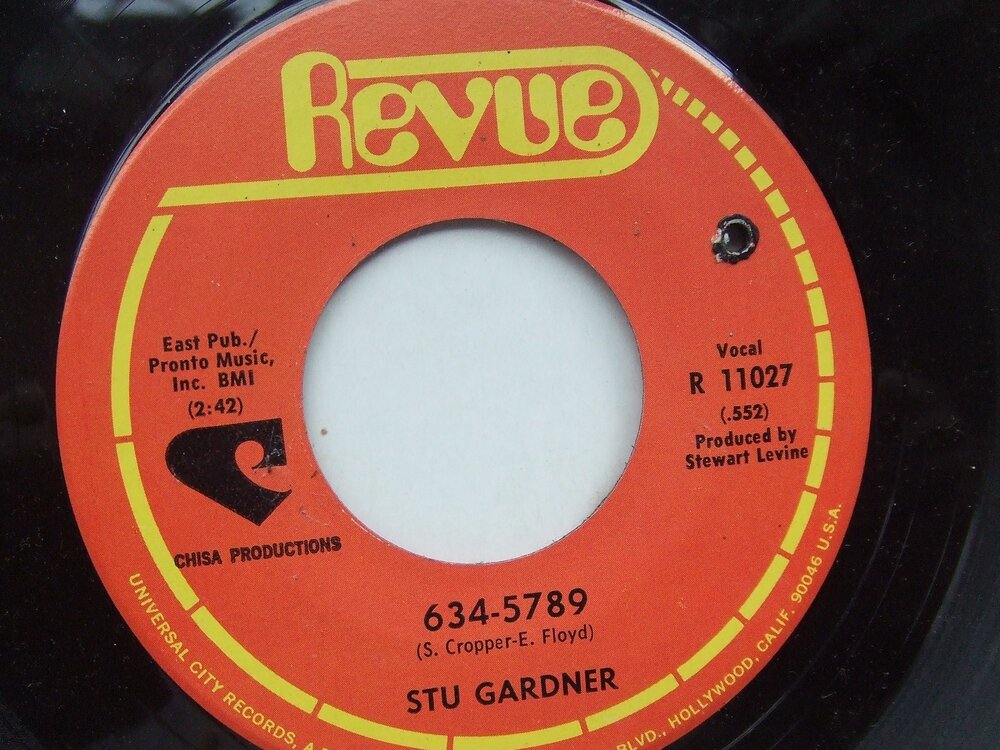 Revue
East Pub./
Pronto Music,
Inc. BMI
(2:42)
CHISA PRODUCTIONS
Vocal
R 11027
(.552)
Produced by
Stewart Levine
634-5789
(S. Cropper-E. Floyd)
STU GARDNER
UNIVERSAL CITY RECORDS, A
BLVD., HOLLYWOOD, CALIF. 90046 U.S.A.